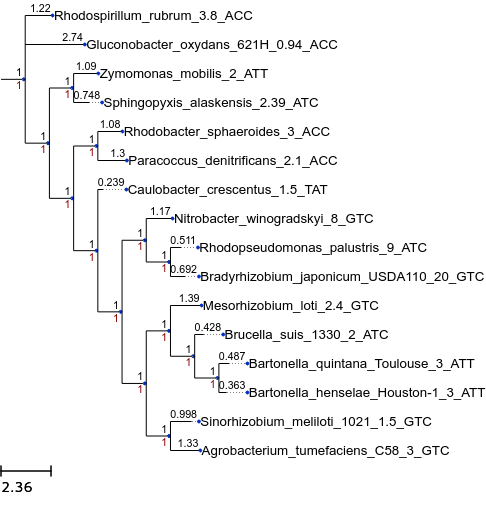 1.22 Rhodospirillum_rubrum_3.8_ACC
2.74 Gluconobacter_oxydans_621H_0.94_ACC
1.09 Zymomonas_mobilis_2_ATT
1
1
1
1
0.748 Sphingopyxis_alaskensis_2.39_ATC
1.08 Rhodobacter_sphaeroides_3_ACC
1
1
1
1
1.3 Paracoccus_denitrificans_2.1_ACC
0.239 Caulobacter_crescentus_1.5_TAT
1
1
1.17 Nitrobacter_winogradskyi_8_GTC
1
1
0.511 Rhodopseudomonas_palustris_9_ATC
1
1
1
1
0.692 Bradyrhizobium_japonicum_USDA110_20_GTC
1.39 Mesorhizobium_loti_2.4_GTC
1
1
0.428 Brucella_suis_1330_2_ATC
1
1
1
1
0.487 Bartonella_quintana_Toulouse_3_ATT
1
1
1
1
0.363 Bartonella_henselae_Houston-1_3_ATT
0.998 Sinorhizobium_meliloti_1021_1.5_GTC
1
1
1.33 Agrobacterium_tumefaciens_C58_3_GTC
2.36